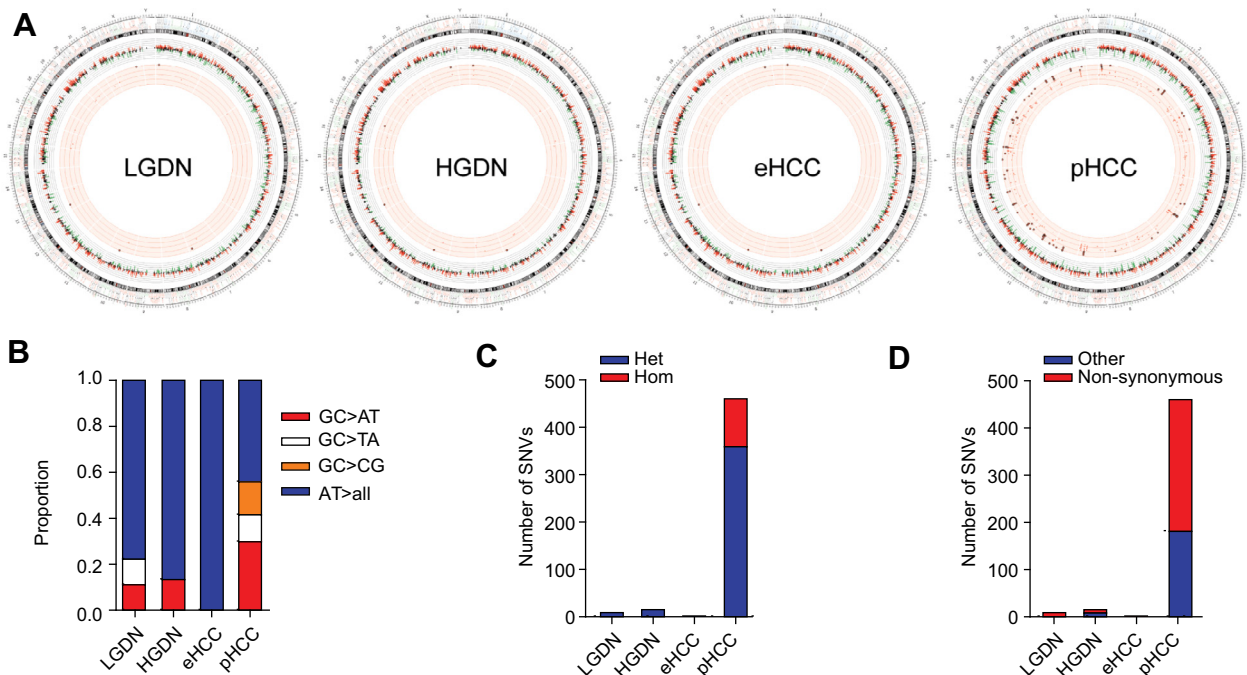 A
LGDN
HGDN
eHCC
pHCC
B
Proportion
1.0
0.8
0.6
0.4
0.2
0.0
LGDN
HGDN
eHCC
pHCC
GC>AT
GC>TA
GC>CG
AT>all
C
Het
Hom
Number of SNVs
500
400
300
200
100
0
LGDN
HGDN
eHCC
pHCC
D
Other
Non-synonymous
Number of SNVs
500
400
300
200
100
0
LGDN
HGDN
eHCC
pHCC